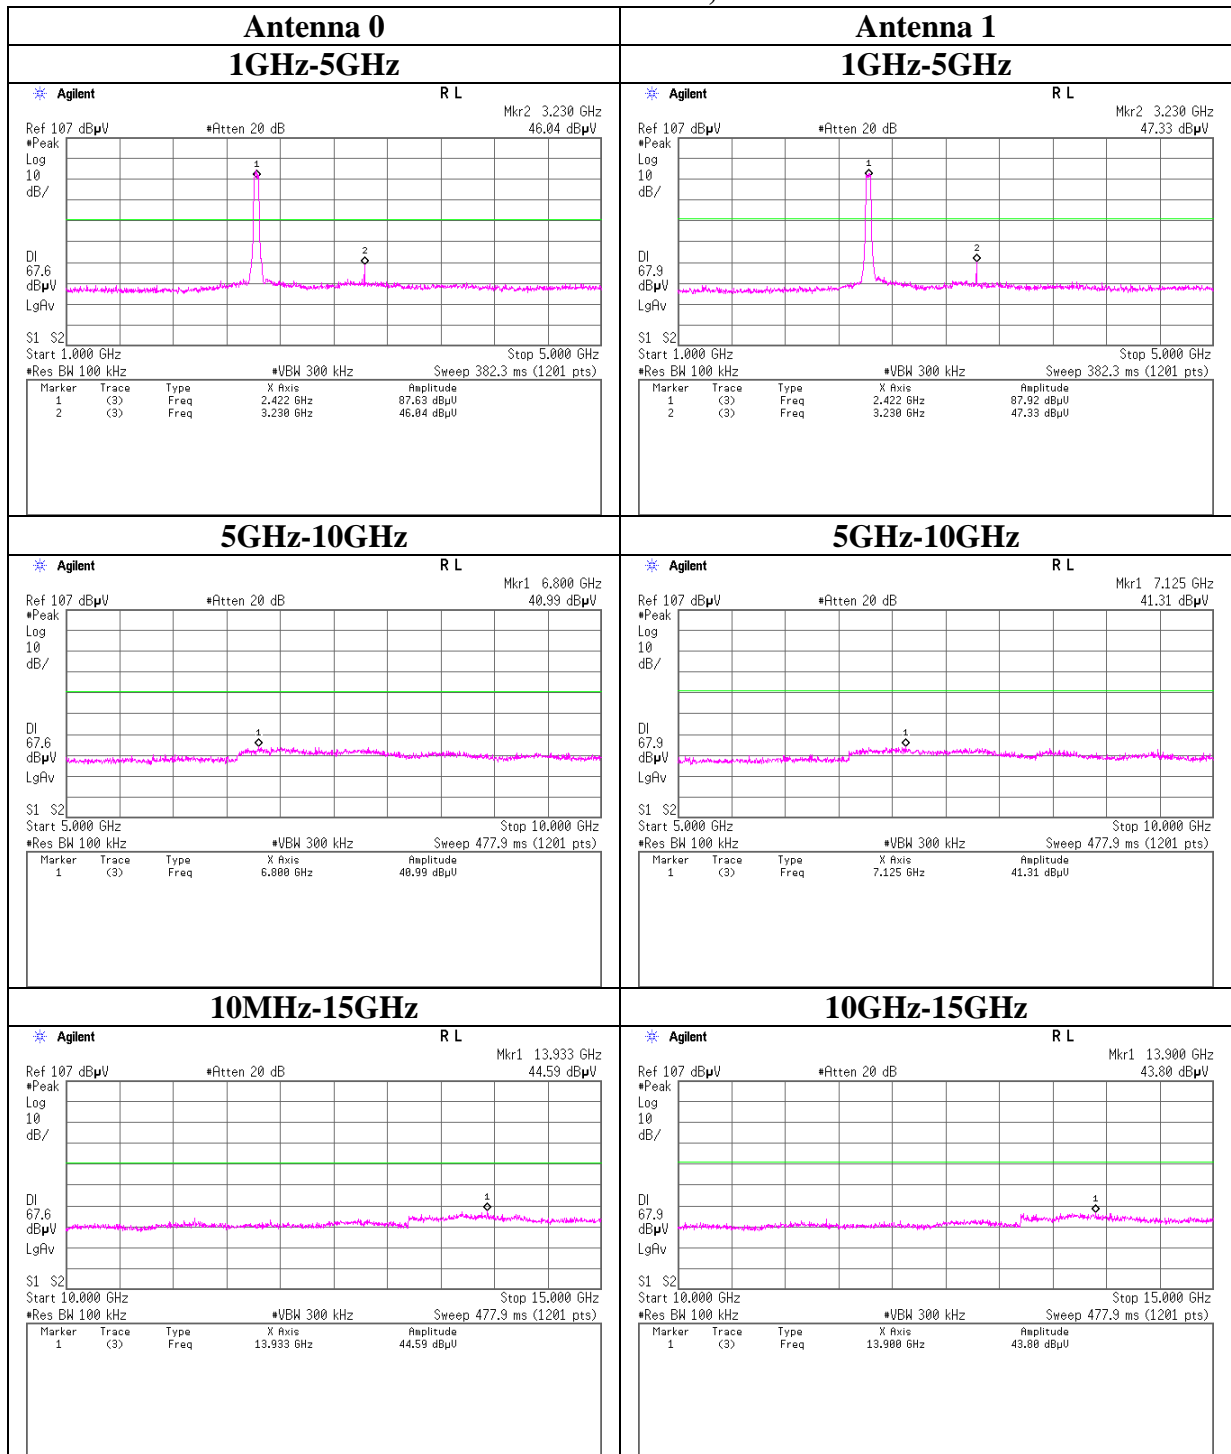 Antenna 0 Antenna 1
1GHz-5GHz 1GHz-5GHz
Agilent R L
Mkr2 3.230 GHz
Ref 107 dBµV #Atten 20 dB 46.04 dBµV
#Peak
Log
10
dB/
1
2
DI
67.6
dBµV
LgAv
S1 S2
Start 1.000 GHz Stop 5.000 GHz
#Res BW 100 kHz #VBW 300 kHz Sweep 382.3 ms (1201 pts)
Marker Trace Type X Axis Amplitude
1 (3) Freq 2.422 GHz 87.63 dBµV
2 (3) Freq 3.230 GHz 46.04 dBµV
Agilent R L
Mkr2 3.230 GHz
Ref 107 dBµV #Atten 20 dB 47.33 dBµV
#Peak
Log
10
dB/
1
2
DI
67.9
dBµV
LgAv
S1 S2
Start 1.000 GHz Stop 5.000 GHz
#Res BW 100 kHz #VBW 300 kHz Sweep 382.3 ms (1201 pts)
Marker Trace Type X Axis Amplitude
1 (3) Freq 2.422 GHz 87.92 dBµV
2 (3) Freq 3.230 GHz 47.33 dBµV
5GHz-10GHz 5GHz-10GHz
Agilent R L
Mkr1 6.800 GHz
Ref 107 dBµV #Atten 20 dB 40.99 dBµV
#Peak
Log
10
dB/
1
DI
67.6
dBµV
LgAv
S1 S2
Start 5.000 GHz Stop 10.000 GHz
#Res BW 100 kHz #VBW 300 kHz Sweep 477.9 ms (1201 pts)
Marker Trace Type X Axis Amplitude
1 (3) Freq 6.800 GHz 40.99 dBµV
Agilent R L
Mkr1 7.125 GHz
Ref 107 dBµV #Atten 20 dB 41.31 dBµV
#Peak
Log
10
dB/
1
DI
67.9
dBµV
LgAv
S1 S2
Start 5.000 GHz Stop 10.000 GHz
#Res BW 100 kHz #VBW 300 kHz Sweep 477.9 ms (1201 pts)
Marker Trace Type X Axis Amplitude
1 (3) Freq 7.125 GHz 41.31 dBµV
10MHz-15GHz 10GHz-15GHz
Agilent R L
Mkr1 13.933 GHz
Ref 107 dBµV #Atten 20 dB 44.59 dBµV
#Peak
Log
10
dB/
1
DI
67.6
dBµV
LgAv
S1 S2
Start 10.000 GHz Stop 15.000 GHz
#Res BW 100 kHz #VBW 300 kHz Sweep 477.9 ms (1201 pts)
Marker Trace Type X Axis Amplitude
1 (3) Freq 13.933 GHz 44.59 dBµV
Agilent R L
Mkr1 13.900 GHz
Ref 107 dBµV #Atten 20 dB 43.80 dBµV
#Peak
Log
10
dB/
1
DI
67.9
dBµV
LgAv
S1 S2
Start 10.000 GHz Stop 15.000 GHz
#Res BW 100 kHz #VBW 300 kHz Sweep 477.9 ms (1201 pts)
Marker Trace Type X Axis Amplitude
1 (3) Freq 13.900 GHz 43.80 dBµV